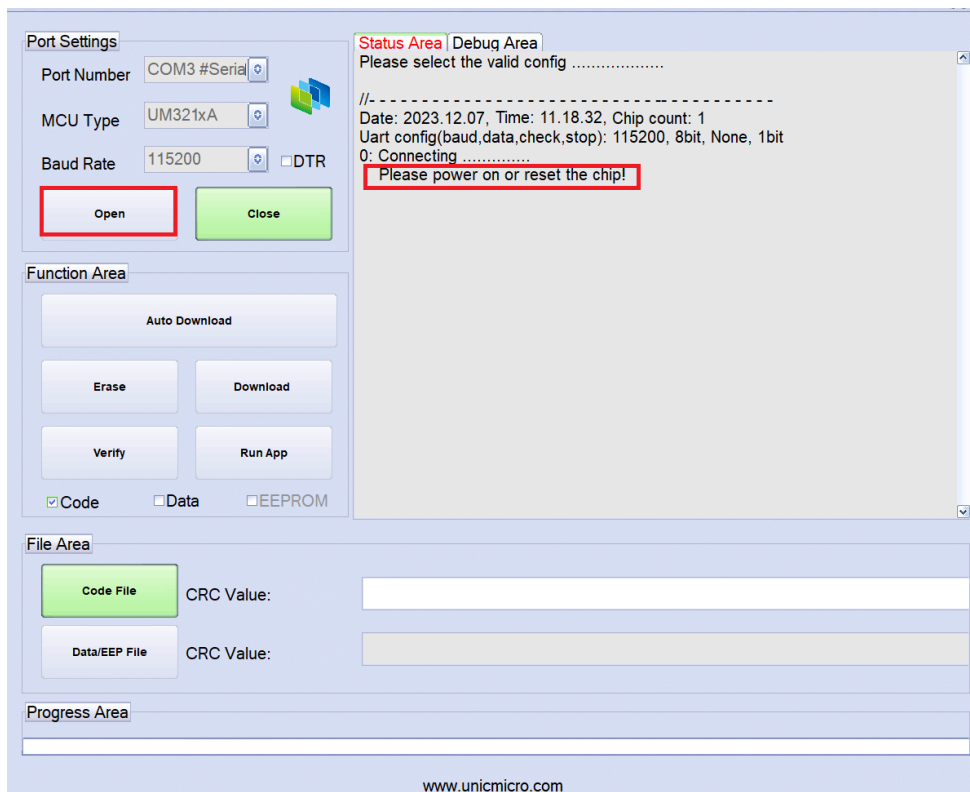 Port Settings
Port Number COM3 #Serial
MCU Type UM321xA
Baud Rate 115200 DTR
Open Close
Function Area
Auto Download
Erase Download
Verify Run App
Code Data EEPROM
Status Area Debug Area
Please select the valid config ...................
//- - - - - - - - - - - - - - - - - - - - - - - - - - - -- - - - - - - - - - -
Date: 2023.12.07, Time: 11.18.32, Chip count: 1
Uart config(baud,data,check,stop): 115200, 8bit, None, 1bit
0: Connecting ..............
Please power on or reset the chip!
File Area
Code File CRC Value:
Data/EEP File CRC Value:
Progress Area
www.unicmicro.com